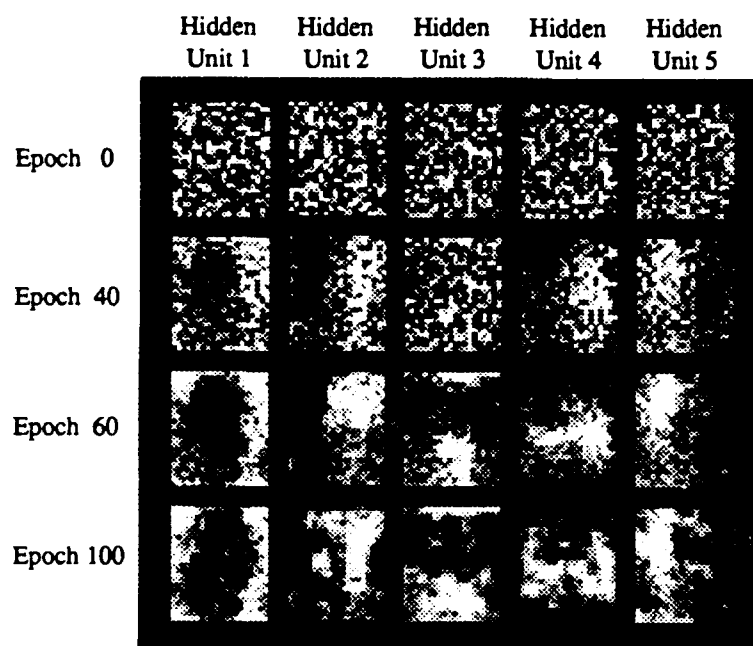 Hidden Hidden Hidden Hidden Hidden
Unit 1 Unit 2 Unit 3 Unit 4 Unit 5
Epoch 0
Epoch 40
Epoch 60
Epoch 100